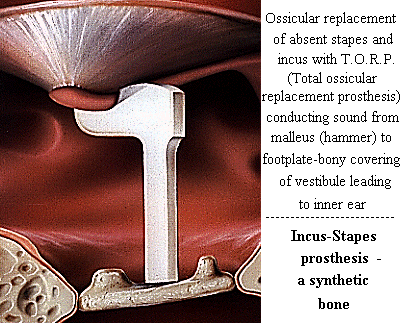 Ossicular replacement
of absent stapes and
incus with T.O.R.P.
(Total ossicular
replacement prosthesis)
conducting sound from
malleus (hammer) to
footplate-bony covering
of vestibule leading
to inner ear
Incus-Stapes
prosthesis -
a synthetic
bone